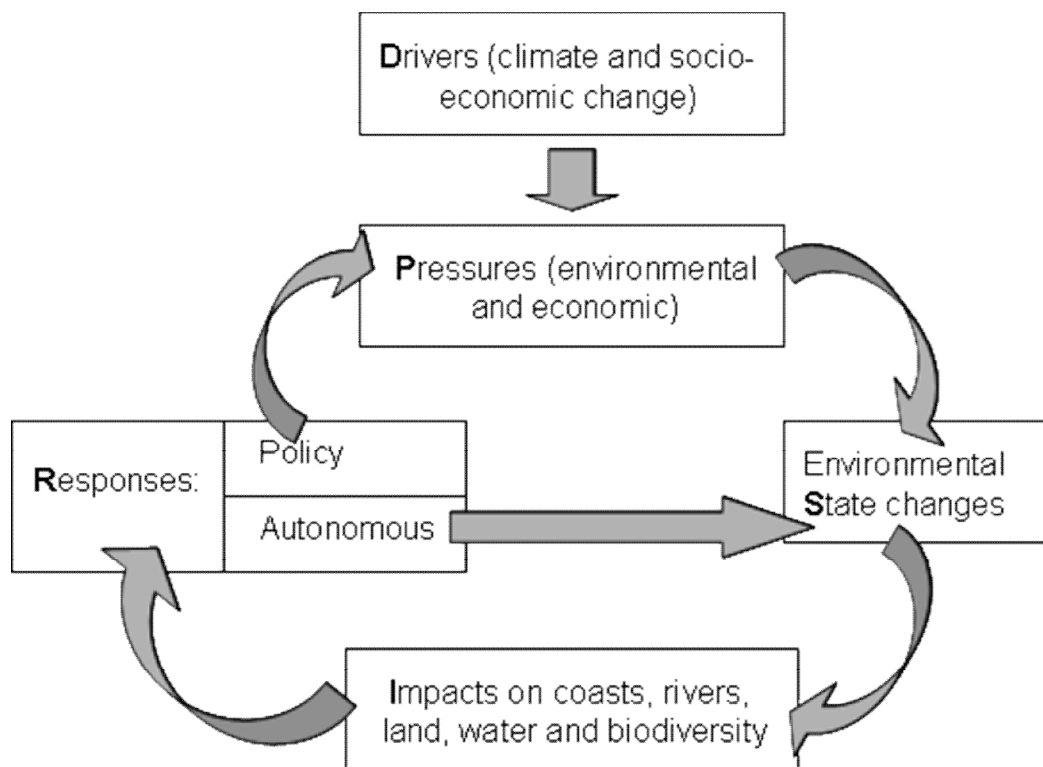 Drivers (climate and socio-
economic change)
Pressures (environmental
and economic)
Responses:
Policy
Autonomous
Environmental
State changes
Impacts on coasts, rivers,
land, water and biodiversity